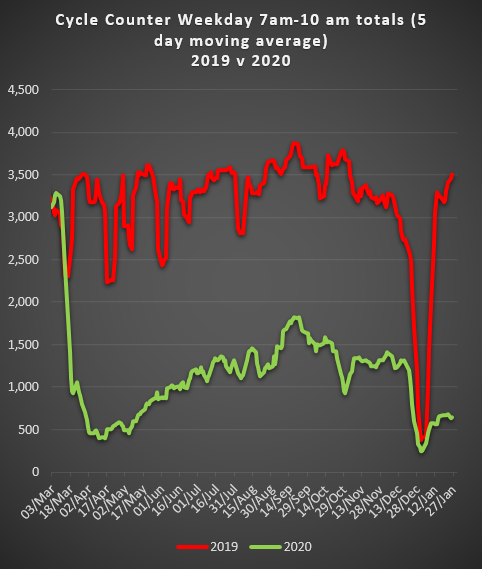 Cycle Counter Weekday 7am-10 am totals (5
day moving average)
2019 v 2020
4,500
4,000
3,500
3,000
2,500
2,000
1,500
1,000
500
0
03/Mar
18/Mar
02/Apr
17/Apr
02/May
17/May
01/Jun
16/Jun
01/Jul
16/Jul
31/Jul
15/Aug
30/Aug
14/Sep
29/Sep
14/Oct
29/Oct
13/Nov
28/Nov
13/Dec
28/Dec
12/Jan
27/Jan
2019
2020